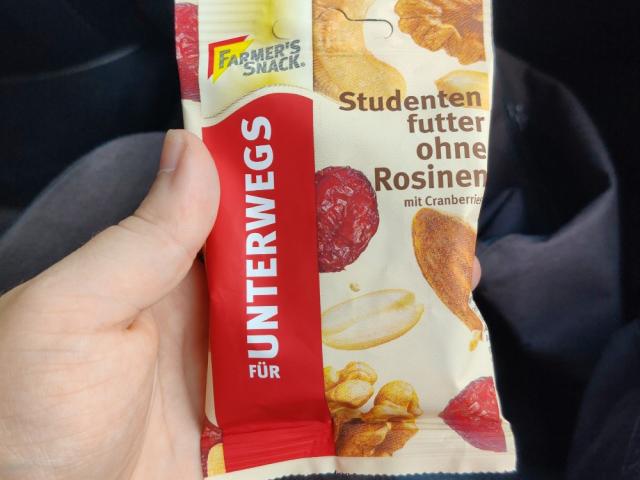 FARMER'S
SNACK.
Studenten
futter
ohne
Rosinen
mit Cranberries
FÜR UNTERWEGS